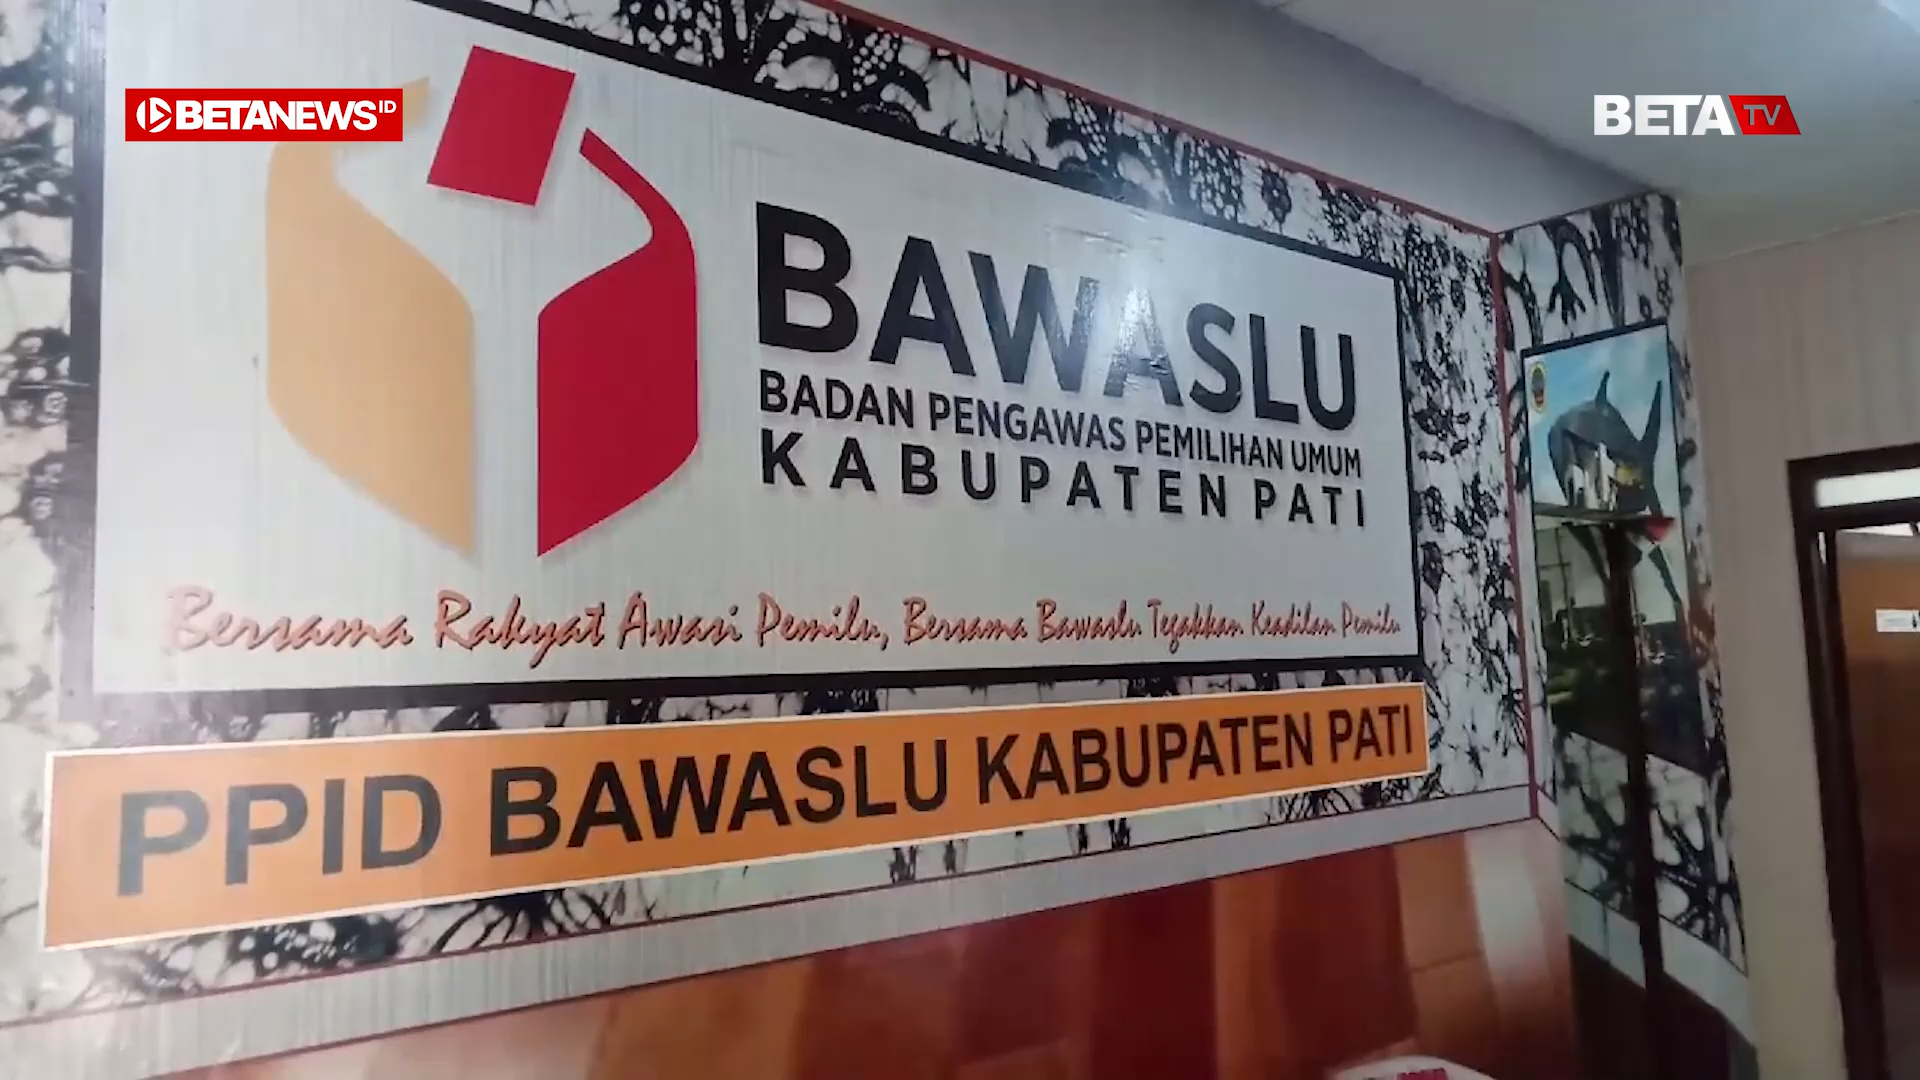 BETANEWS ID
BETA TV
BAWASLU
BADAN PENGAWAS PEMILIHAN UMUM
KABUPATEN PATI
Bersama Rakyat Awasi Pemilu, Bersama Bawaslu Tegakkan Keadilan Pemilu
PPID BAWASLU KABUPATEN PATI